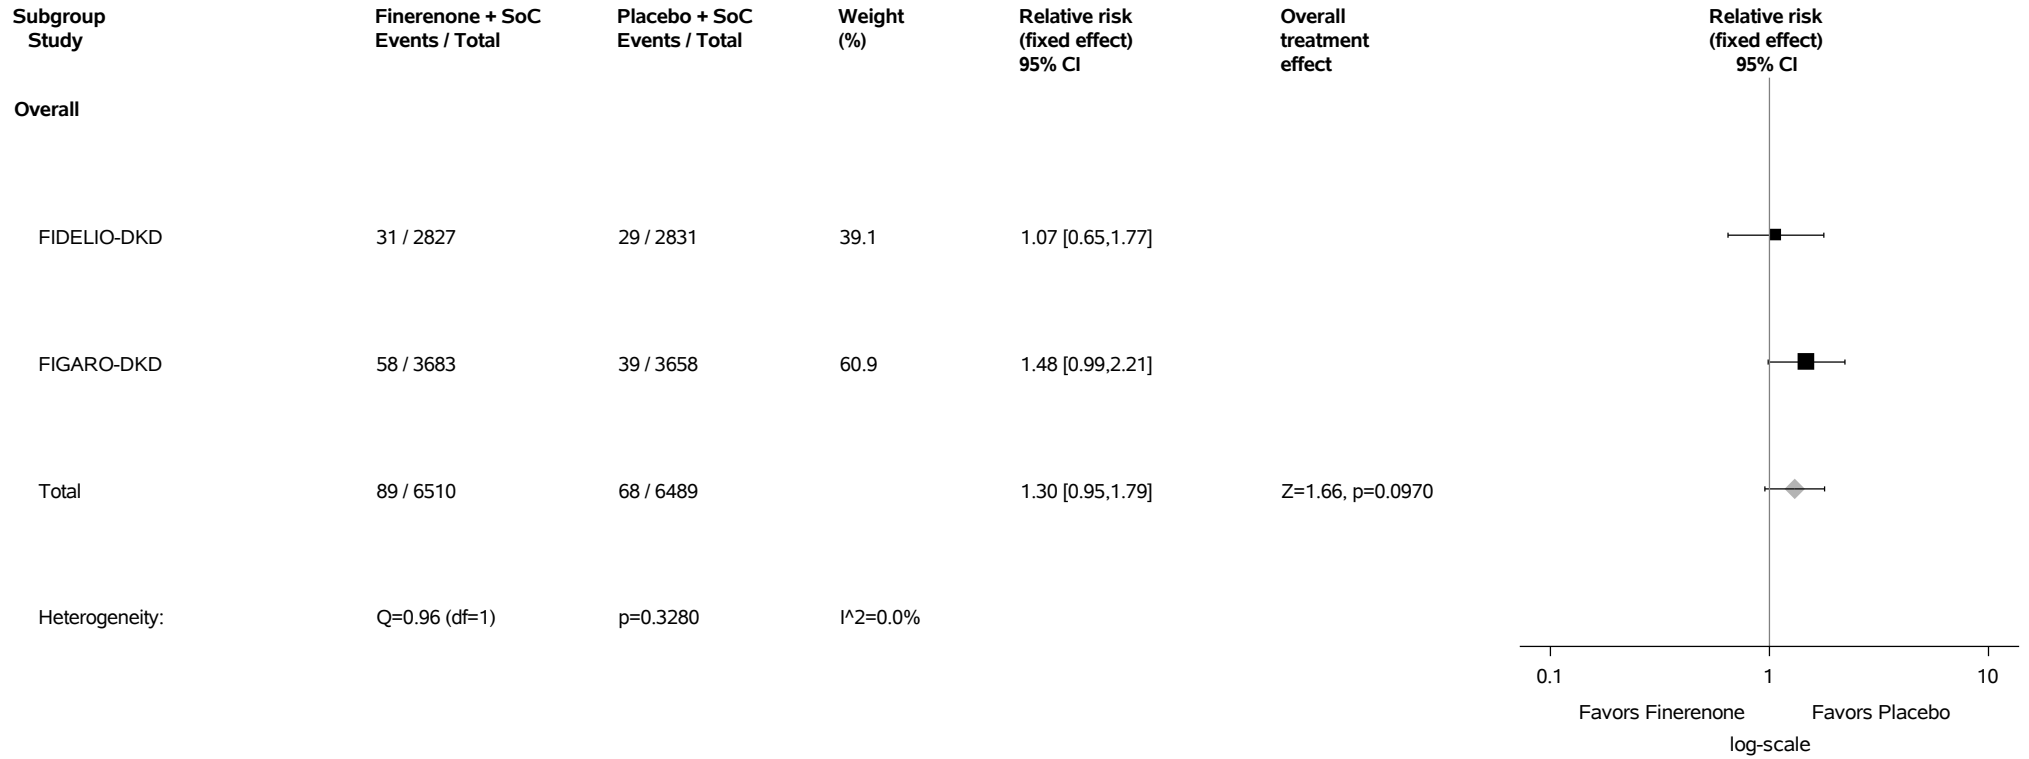 Subgroup Finerenone + SoC Placebo + SoC Weight Relative risk Overall Relative risk
Study Events / Total Events / Total (%) (fixed effect) treatment (fixed effect)
95% CI effect 95% CI
Overall
FIDELIO-DKD 31 / 2827 29 / 2831 39.1 1.07 [0.65,1.77]
FIGARO-DKD 58 / 3683 39 / 3658 60.9 1.48 [0.99,2.21]
Total 89 / 6510 68 / 6489 1.30 [0.95,1.79] Z=1.66, p=0.0970
Heterogeneity: Q=0.96 (df=1) p=0.3280 I^2=0.0%
0.1 1 10
Favors Finerenone Favors Placebo
log-scale